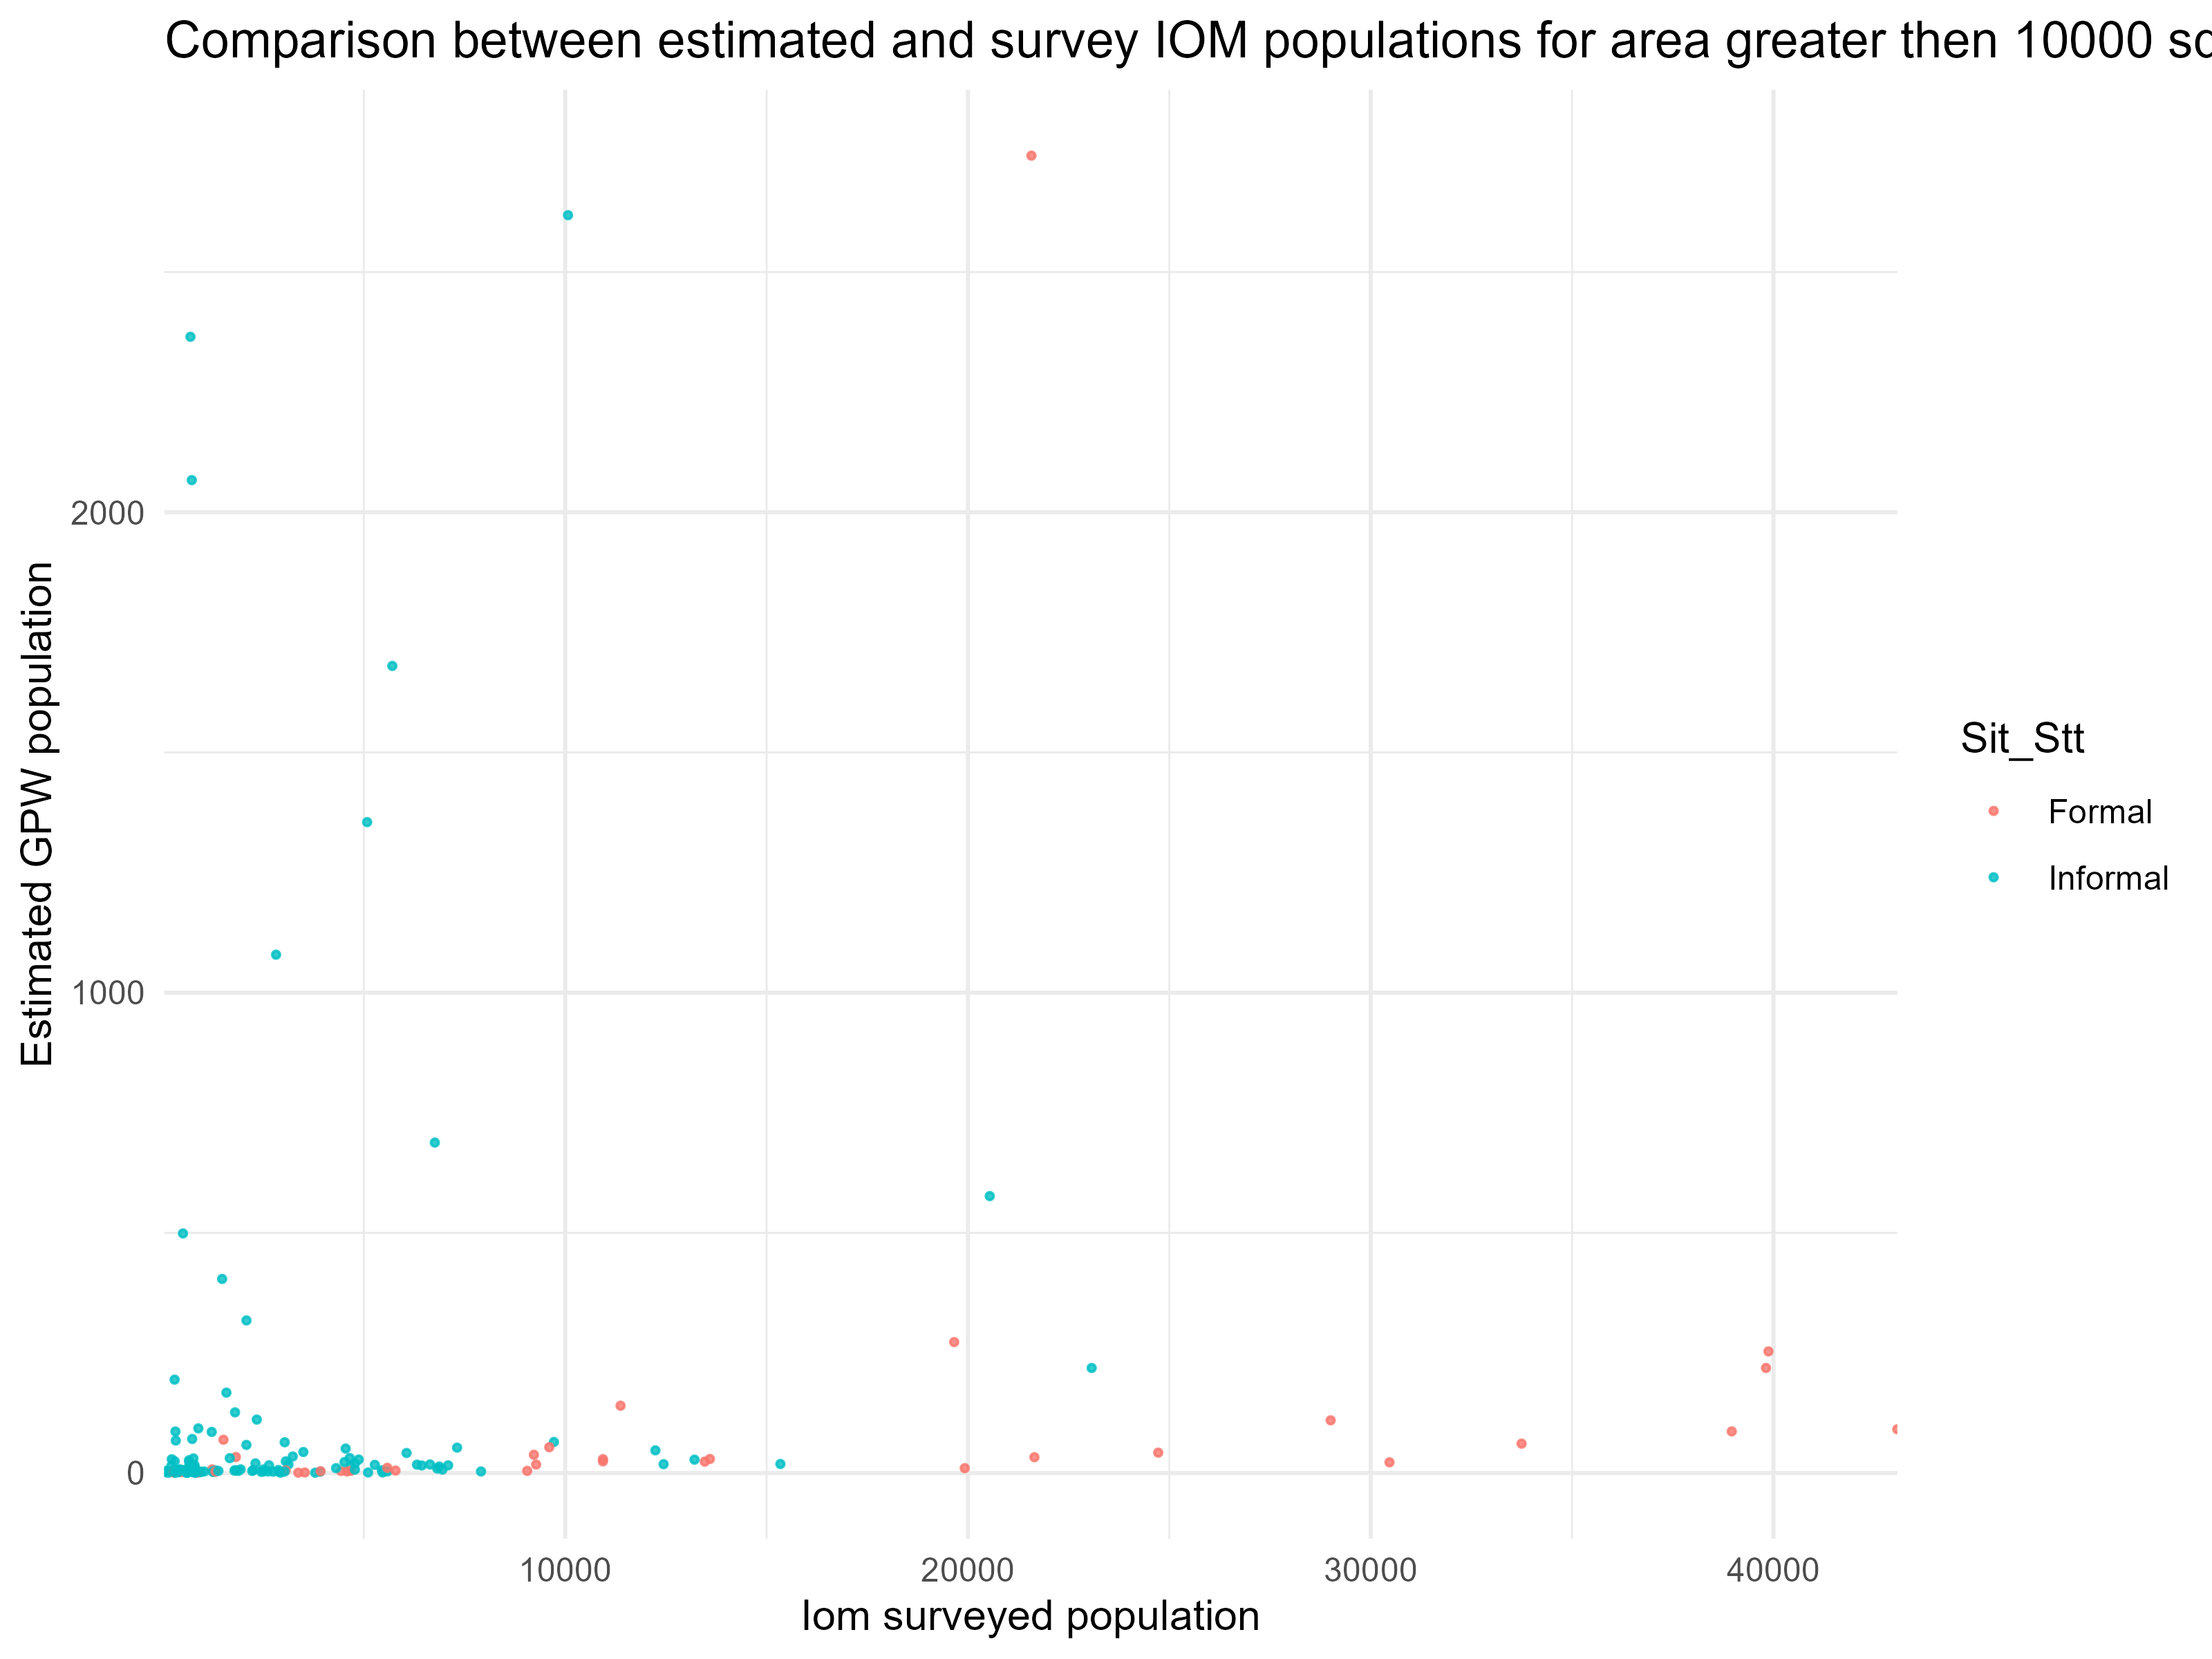 Comparison between estimated and survey IOM populations for area greater then 10000
Estimated GPW population
2000
1000
0
10000
20000
30000
40000
Iom surveyed population
Sit_Stt
Formal
Informal